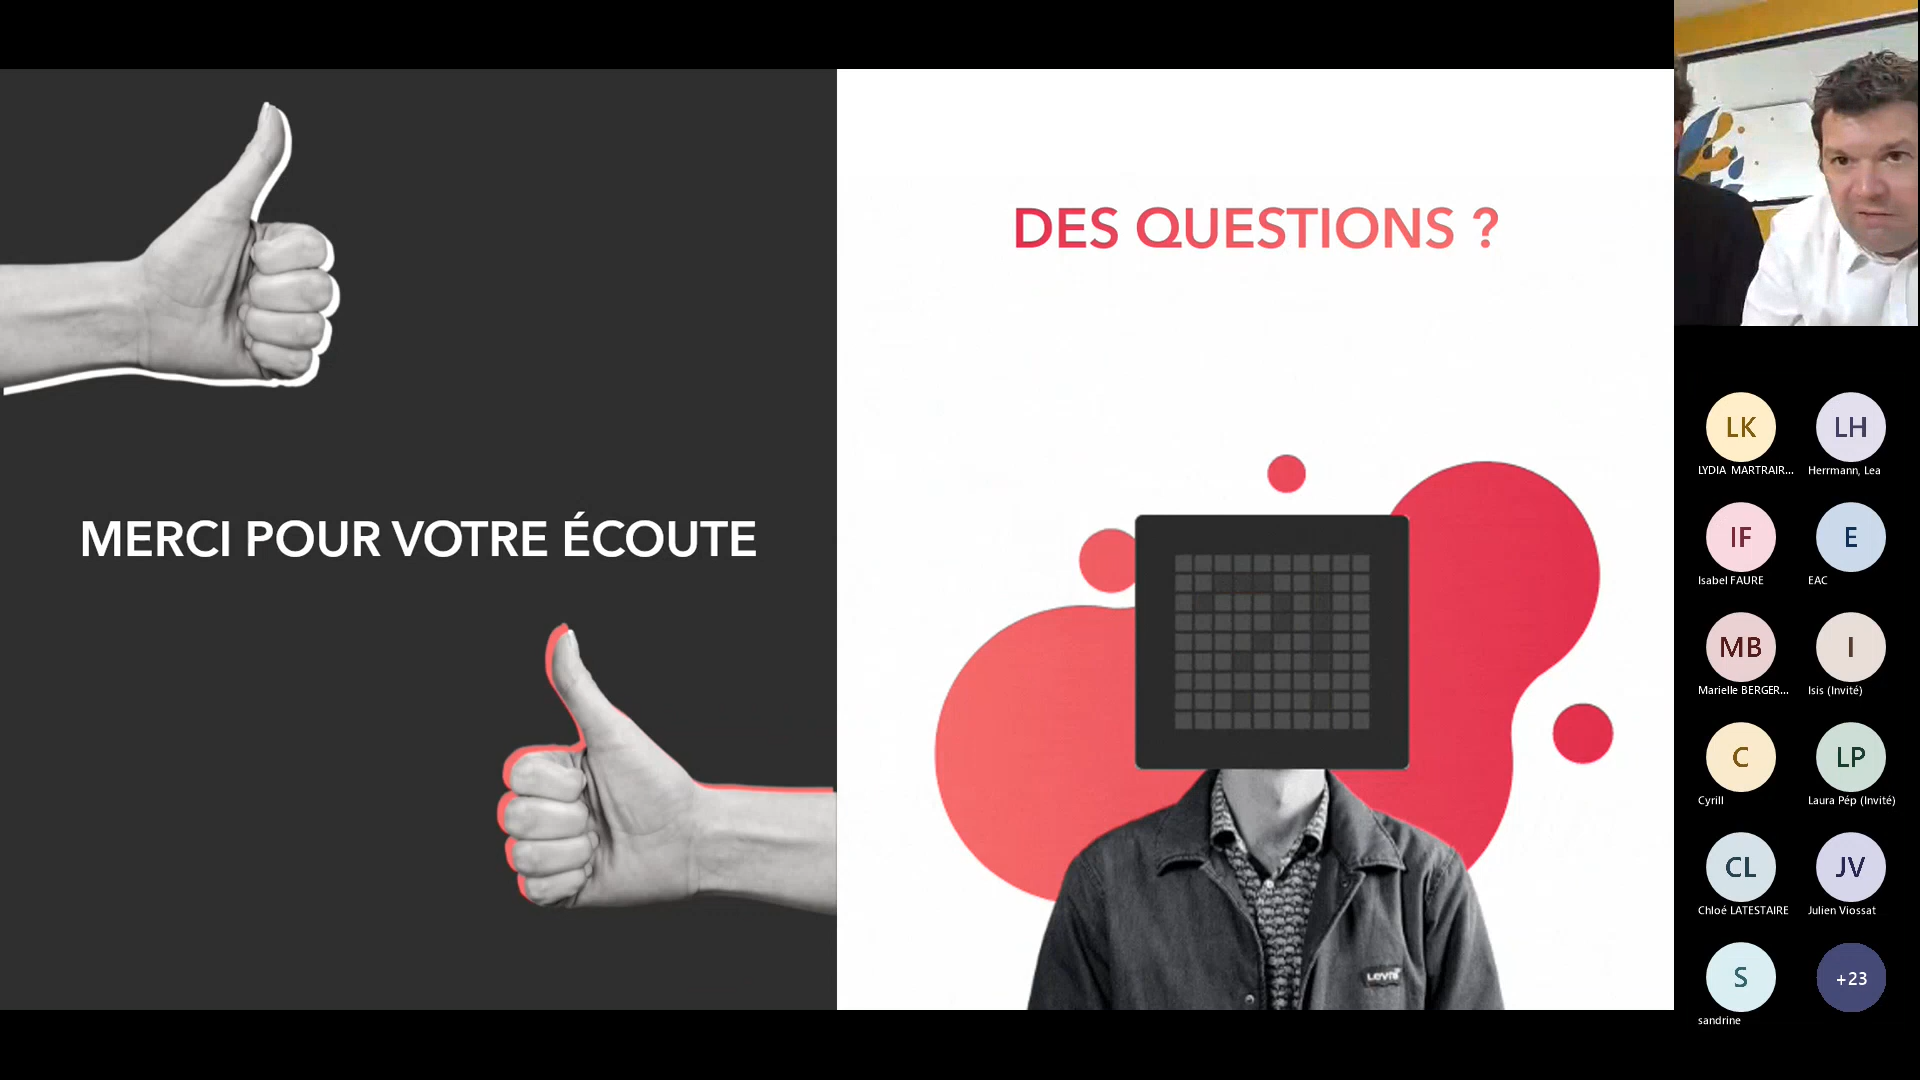 MERCI POUR VOTRE ÉCOUTE
DES QUESTIONS ?
Levi's
LK
LYDIA MARTRAIR...
LH
Herrmann, Lea
IF
Isabel FAURE
E
EAC
MB
Marielle BERGER...
I
Isis (Invité)
C
Cyrill
LP
Laura Pép (Invité)
CL
Chloé LATESTAIRE
JV
Julien Viossat
S
sandrine
+23